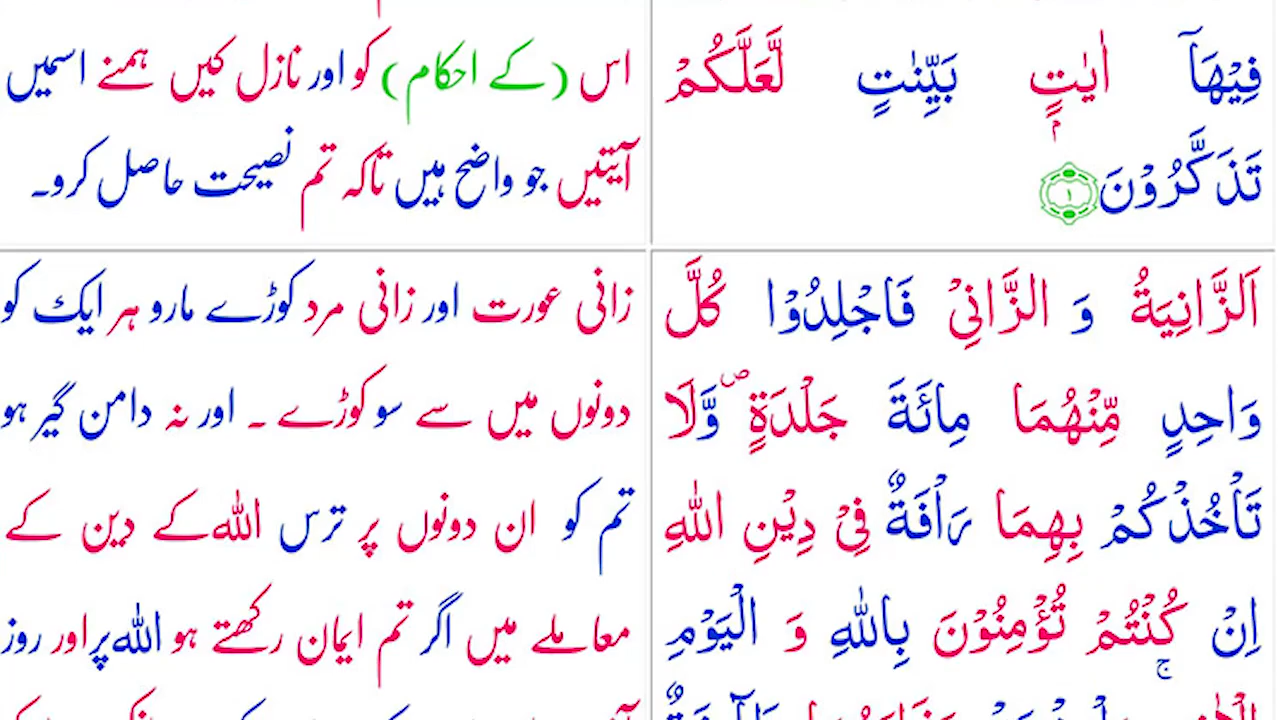 فِيْهَاۤ اٰيٰتٍۭ بَيِّنٰتٍ لَّعَلَّكُمْ
تَذَكَّرُوْنَ ۝۱
اس (کے احکام) کو اور نازل کیں ہمنے اسمیں
آیتیں جو واضح ہیں تاکہ تم نصیحت حاصل کرو۔
اَلزَّانِيَةُ وَ الزَّانِيْ فَاجْلِدُوْا كُلَّ
وَاحِدٍ مِّنْهُمَا مِائَةَ جَلْدَةٍ۪ وَّلَا
تَاْخُذْكُمْ بِهِمَا رَاْفَةٌ فِيْ دِيْنِ اللّٰهِ
اِنْ كُنْتُمْ تُؤْمِنُوْنَ بِاللّٰهِ وَ الْيَوْمِ
زانی عورت اور زانی مرد کوڑے مارو ہر ایک کو
دونوں میں سے سو کوڑے ۔ اور نہ دامن گیر ہو
تم کو ان دونوں پر ترس اللہ کے دین کے
معاملے میں اگر تم ایمان رکھتے ہو اللہ پر اور روز